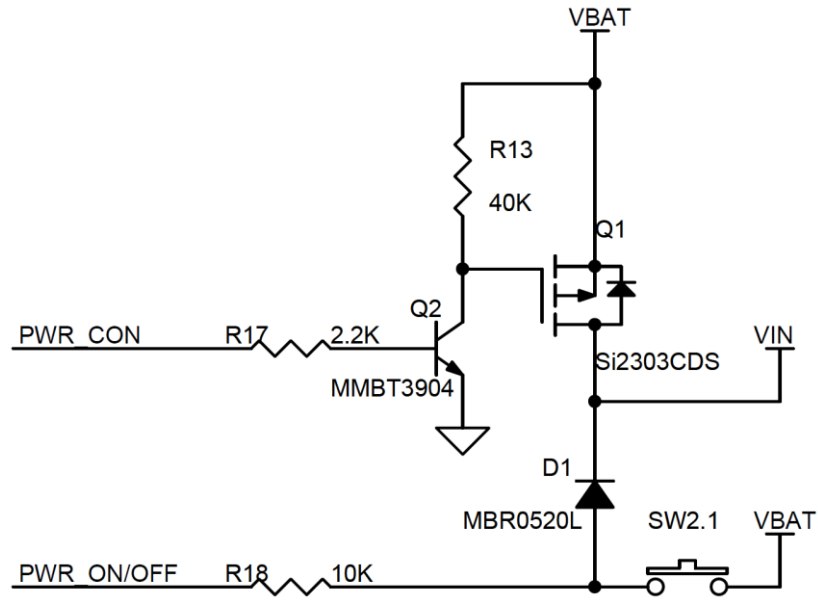 VBAT
R13
40K
Q1
Q2
PWR_CON R17 2.2K
VIN
Si2303CDS
MMBT3904
D1
MBR0520L SW2.1 VBAT
PWR_ON/OFF R18 10K